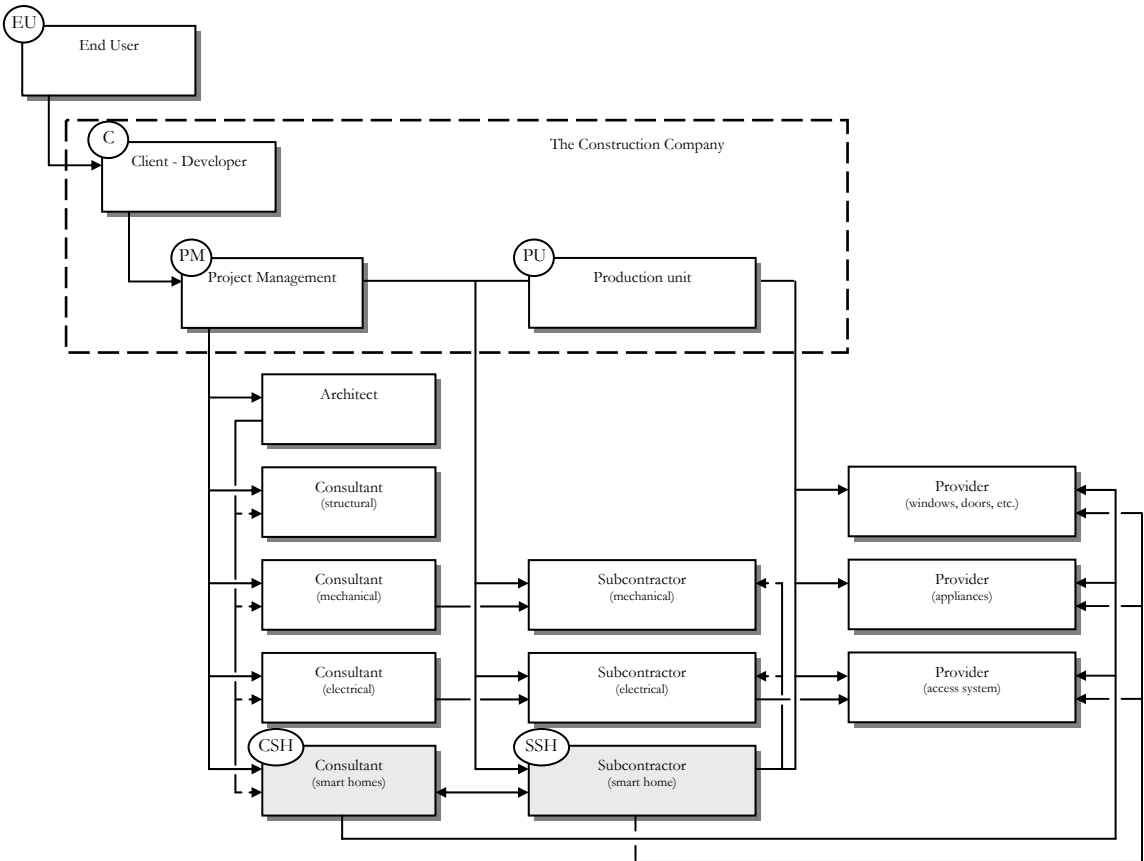 EU
End User
C
Client - Developer
The Construction Company
PM
Project Management
PU
Production unit
Architect
Consultant
(structural)
Provider
(windows, doors, etc.)
Consultant
(mechanical)
Subcontractor
(mechanical)
Provider
(appliances)
Consultant
(electrical)
Subcontractor
(electrical)
Provider
(access system)
CSH
Consultant
(smart homes)
SSH
Subcontractor
(smart home)